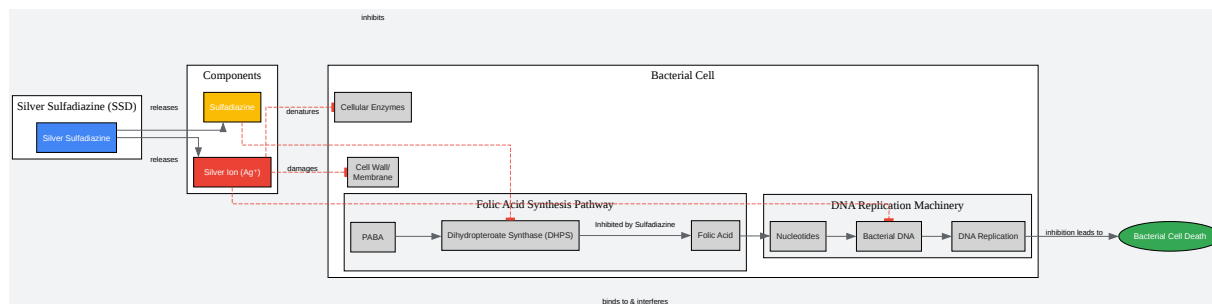 inhibits
Components
Bacterial Cell
Silver Sulfadiazine (SSD)
releases
Sulfadiazine
denatures
Cellular Enzymes
Silver Sulfadiazine
releases
Silver Ion (Ag⁺)
damages
Cell Wall/
Membrane
Folic Acid Synthesis Pathway
DNA Replication Machinery
PABA
Dihydropteroate Synthase (DHPS)
Inhibited by Sulfadiazine
Folic Acid
Nucleotides
Bacterial DNA
DNA Replication
inhibition leads to
Bacterial Cell Death
binds to & interferes